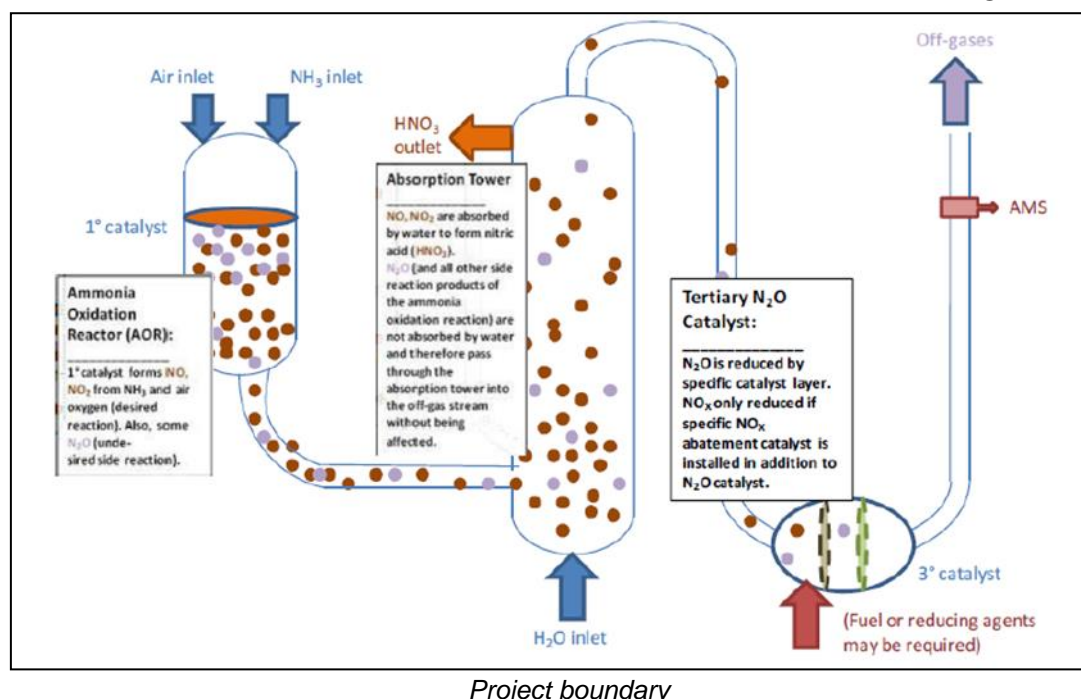 Air inlet
NH₃ inlet
Off-gases
HNO₃
outlet
1° catalyst
AMS
Absorption Tower
NO, NO₂ are absorbed
by water to form nitric
acid (HNO₃).
N₂O (and all other side
reaction products of
the ammonia
oxidation reaction) are
not absorbed by water
and therefore pass
through the
absorption tower into
the off-gas stream
without being
affected.
Ammonia
Oxidation
Reactor (AOR):
1° catalyst forms NO,
NO₂ from NH₃ and air
oxygen (desired
reaction). Also, some
N₂O (unde-
sired side reaction).
Tertiary N₂O
Catalyst:
N₂O is reduced by
specific catalyst layer.
NOₓ only reduced if
specific NOₓ
abatement catalyst is
installed in addition to
N₂O catalyst.
3° catalyst
(Fuel or reducing agents
may be required)
H₂O inlet
Project boundary